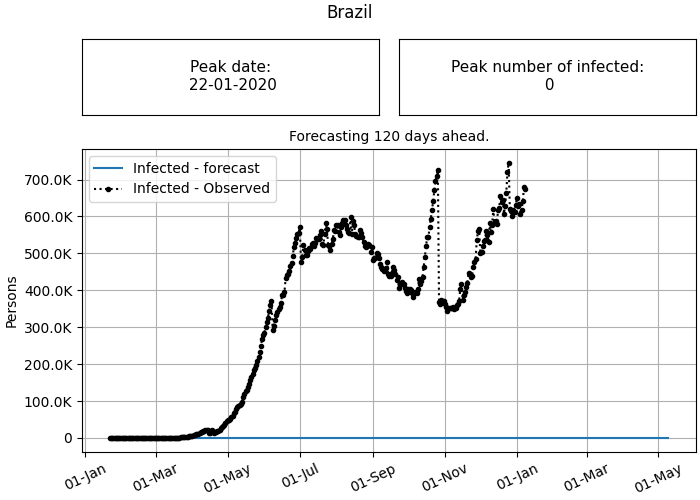 Brazil
Peak date:
22-01-2020
Peak number of infected:
0
Forecasting 120 days ahead.
Infected - forecast
Infected - Observed
700.0K
600.0K
500.0K
400.0K
300.0K
200.0K
100.0K
0
Persons
01-Jan
01-Mar
01-May
01-Jul
01-Sep
01-Nov
01-Jan
01-Mar
01-May